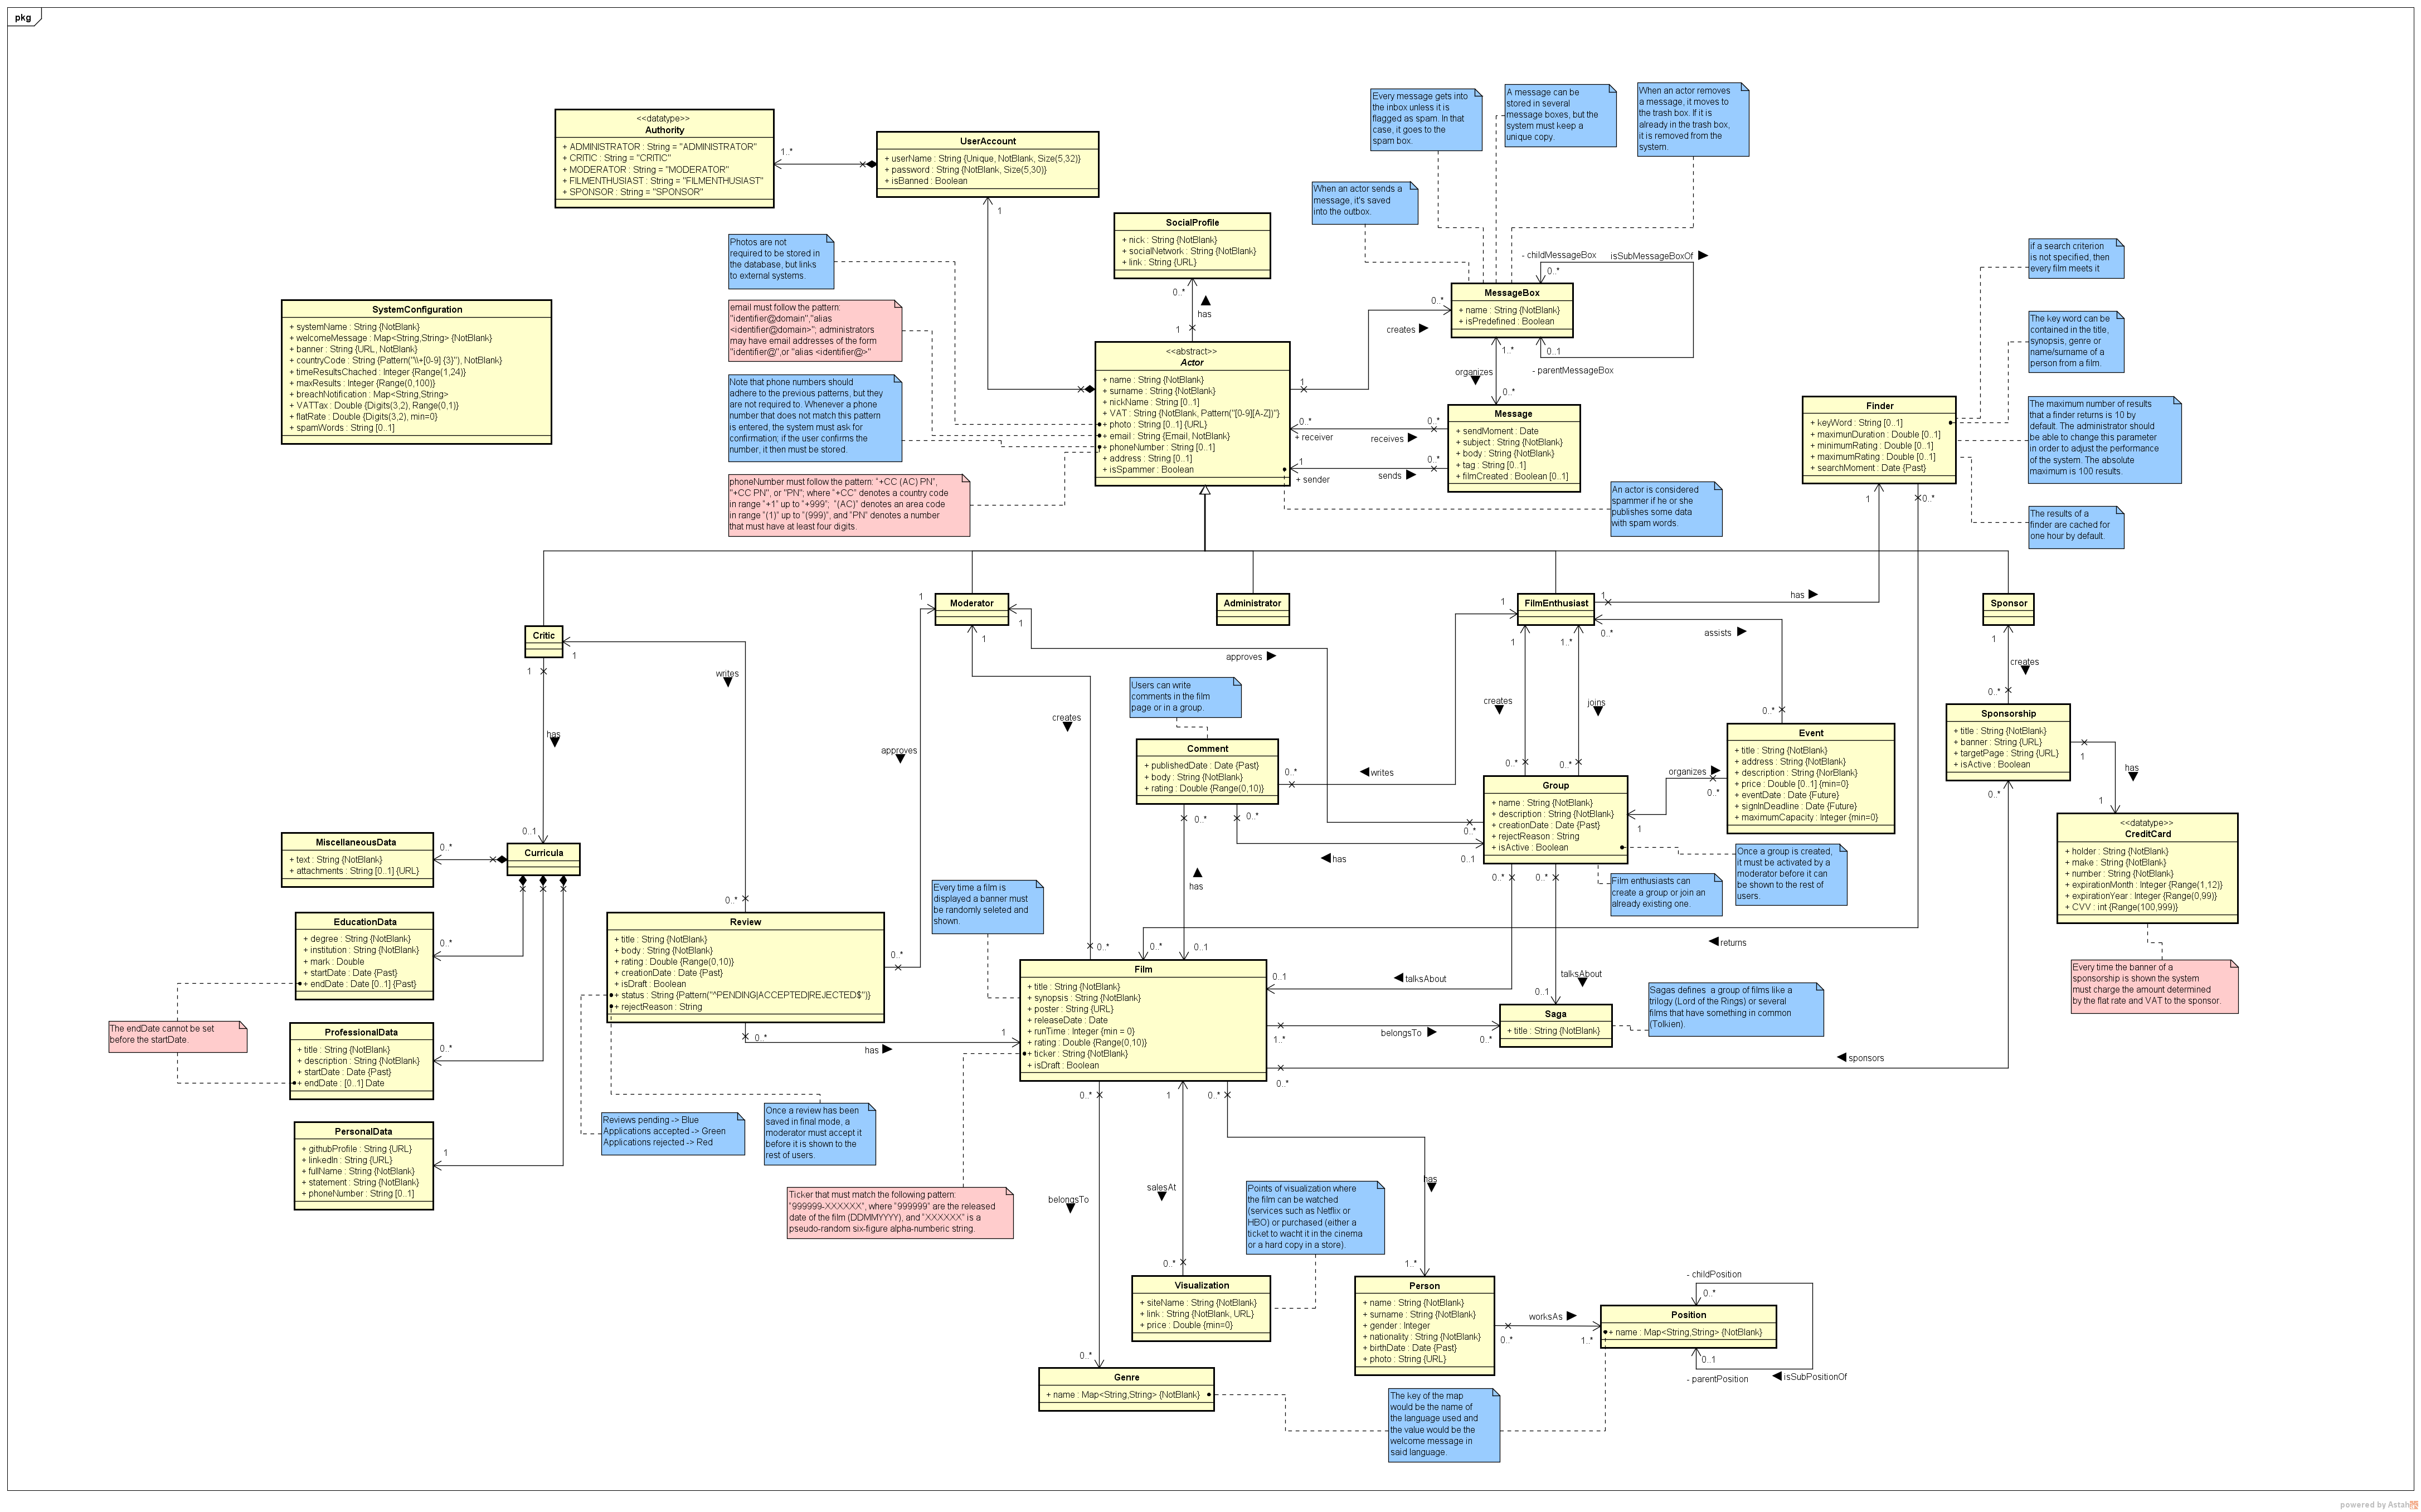 pkg
<<datatype>>
Authority
+ ADMINISTRATOR : String = "ADMINISTRATOR"
+ CRITIC : String = "CRITIC"
+ MODERATOR : String = "MODERATOR"
+ FILMENTHUSIAST : String = "FILMENTHUSIAST"
+ SPONSOR : String = "SPONSOR"
1..*
UserAccount
+ userName : String {Unique, NotBlank, Size(5,32)}
+ password : String {NotBlank, Size(5,30)}
+ isBanned : Boolean
1
Every message gets into
the inbox unless it is
flagged as spam. In that
case, it goes to the
spam box.
A message can be
stored in several
message boxes, but the
system must keep a
unique copy.
When an actor removes
a message, it moves to
the trash box. If it is
already in the trash box,
it is removed from the
system.
When an actor sends a
message, it's saved
into the outbox.
SocialProfile
+ nick : String {NotBlank}
+ socialNetwork : String {NotBlank}
+ link : String {URL}
0..*
has
1
Photos are not
required to be stored in
the database, but links
to external systems.
email must follow the pattern:
"identifier@domain","alias
<identifier@domain>"; administrators
may have email addresses of the form
"identifier@",or "alias <identifier@>"
Note that phone numbers should
adhere to the previous patterns, but they
are not required to. Whenever a phone
number that does not match this pattern
is entered, the system must ask for
confirmation; if the user confirms the
number, it then must be stored.
phoneNumber must follow the pattern: "+CC (AC) PN",
"+CC PN", or "PN"; where "+CC" denotes a country code
in range "+1" up to "+999";  "(AC)" denotes an area code
in range "(1)" up to "(999)", and "PN" denotes a number
that must have at least four digits.
SystemConfiguration
+ systemName : String {NotBlank}
+ welcomeMessage : Map<String,String> {NotBlank}
+ banner : String {URL, NotBlank}
+ countryCode : String {Pattern("\\+[0-9] {3}"), NotBlank}
+ timeResultsChached : Integer {Range(1,24)}
+ maxResults : Integer {Range(0,100)}
+ breachNotification : Map<String,String>
+ VATTax : Double {Digits(3,2), Range(0,1)}
+ flatRate : Double {Digits(3,2), min=0}
+ spamWords : String [0..1]
<<abstract>>
Actor
+ name : String {NotBlank}
+ surname : String {NotBlank}
+ nickName : String [0..1]
+ VAT : String {NotBlank, Pattern("[0-9][A-Z])"}
+ photo : String [0..1] {URL}
+ email : String {Email, NotBlank}
+ phoneNumber : String [0..1]
+ address : String [0..1]
+ isSpammer : Boolean
- childMessageBox
isSubMessageBoxOf
0..*
MessageBox
+ name : String {NotBlank}
+ isPredefined : Boolean
0..1
- parentMessageBox
0..*
creates
1
1..*
organizes
0..*
Message
+ sendMoment : Date
+ subject : String {NotBlank}
+ body : String {NotBlank}
+ tag : String [0..1]
+ filmCreated : Boolean [0..1]
0..*
+ receiver
receives
0..*
1
+ sender
sends
0..*
An actor is considered
spammer if he or she
publishes some data
with spam words.
Finder
+ keyWord : String [0..1]
+ maximunDuration : Double [0..1]
+ minimumRating : Double [0..1]
+ maximumRating : Double [0..1]
+ searchMoment : Date {Past}
if a search criterion
is not specified, then
every film meets it
The key word can be
contained in the title,
synopsis, genre or
name/surname of a
person from a film.
The maximum number of results
that a finder returns is 10 by
default. The administrator should
be able to change this parameter
in order to adjust the performance
of the system. The absolute
maximum is 100 results.
The results of a
finder are cached for
one hour by default.
1
0..*
Critic
1
writes
1
has
0..1
Moderator
1
1
1
approves
Administrator
FilmEnthusiast
1
1
has
0..*
assists
1
1..*
Sponsor
1
creates
0..*
Users can write
comments in the film
page or in a group.
creates
approves
creates
joins
0..*
0..*
Comment
+ publishedDate : Date {Past}
+ body : String {NotBlank}
+ rating : Double {Range(0,10)}
0..*
writes
0..*
0..*
Group
+ name : String {NotBlank}
+ description : String {NotBlank}
+ creationDate : Date {Past}
+ rejectReason : String
+ isActive : Boolean
0..*
0..1
has
0..*
Event
+ title : String {NotBlank}
+ address : String {NotBlank}
+ description : String {NorBlank}
+ price : Double [0..1] {min=0}
+ eventDate : Date {Future}
+ signInDeadline : Date {Future}
+ maximumCapacity : Integer {min=0}
organizes
0..*
1
Sponsorship
+ title : String {NotBlank}
+ banner : String {URL}
+ targetPage : String {URL}
+ isActive : Boolean
0..*
1
has
1
<<datatype>>
CreditCard
+ holder : String {NotBlank}
+ make : String {NotBlank}
+ number : String {NotBlank}
+ expirationMonth : Integer {Range(1,12)}
+ expirationYear : Integer {Range(0,99)}
+ CVV : int {Range(100,999)}
Every time the banner of a
sponsorship is shown the system
must charge the amount determined
by the flat rate and VAT to the sponsor.
Once a group is created,
it must be activated by a
moderator before it can
be shown to the rest of
users.
Film enthusiasts can
create a group or join an
already existing one.
Curricula
MiscellaneousData
+ text : String {NotBlank}
+ attachments : String [0..1] {URL}
0..*
EducationData
+ degree : String {NotBlank}
+ institution : String {NotBlank}
+ mark : Double
+ startDate : Date {Past}
+ endDate : Date [0..1] {Past}
0..*
The endDate cannot be set
before the startDate.
ProfessionalData
+ title : String {NotBlank}
+ description : String {NotBlank}
+ startDate : Date {Past}
+ endDate : [0..1] Date
0..*
PersonalData
+ githubProfile : String {URL}
+ linkedIn : String {URL}
+ fullName : String {NotBlank}
+ statement : String {NotBlank}
+ phoneNumber : String [0..1]
1
0..*
Review
+ title : String {NotBlank}
+ body : String {NotBlank}
+ rating : Double {Range(0,10)}
+ creationDate : Date {Past}
+ isDraft : Boolean
+ status : String {Pattern("^PENDING|ACCEPTED|REJECTED$")}
+ rejectReason : String
0..*
0..*
has
1
Reviews pending -> Blue
Applications accepted -> Green
Applications rejected -> Red
Once a review has been
saved in final mode, a
moderator must accept it
before it is shown to the
rest of users.
Every time a film is
displayed a banner must
be randomly seleted and
shown.
has
0..*
0..*
0..1
returns
Film
+ title : String {NotBlank}
+ synopsis : String {NotBlank}
+ poster : String {URL}
+ releaseDate : Date
+ runTime : Integer {min = 0}
+ rating : Double {Range(0,10)}
+ ticker : String {NotBlank}
+ isDraft : Boolean
0..1
talksAbout
0..*
0..*
talksAbout
0..1
Saga
+ title : String {NotBlank}
1..*
belongsTo
0..*
0..*
sponsors
Sagas defines  a group of films like a
trilogy (Lord of the Rings) or several
films that have something in common
(Tolkien).
Ticker that must match the following pattern:
"999999-XXXXXX", where "999999" are the released
date of the film (DDMMYYYY), and "XXXXXX" is a
pseudo-random six-figure alpha-numberic string.
0..*
belongsTo
0..*
1
salesAt
0..*
0..*
has
1..*
Points of visualization where
the film can be watched
(services such as Netflix or
HBO) or purchased (either a
ticket to wacht it in the cinema
or a hard copy in a store).
Visualization
+ siteName : String {NotBlank}
+ link : String {NotBlank, URL}
+ price : Double {min=0}
Person
+ name : String {NotBlank}
+ surname : String {NotBlank}
+ gender : Integer
+ nationality : String {NotBlank}
+ birthDate : Date {Past}
+ photo : String {URL}
worksAs
0..*
1..*
- childPosition
0..*
Position
+ name : Map<String,String> {NotBlank}
0..1
- parentPosition
isSubPositionOf
Genre
+ name : Map<String,String> {NotBlank}
The key of the map
would be the name of
the language used and
the value would be the
welcome message in
said language.
powered by Astah